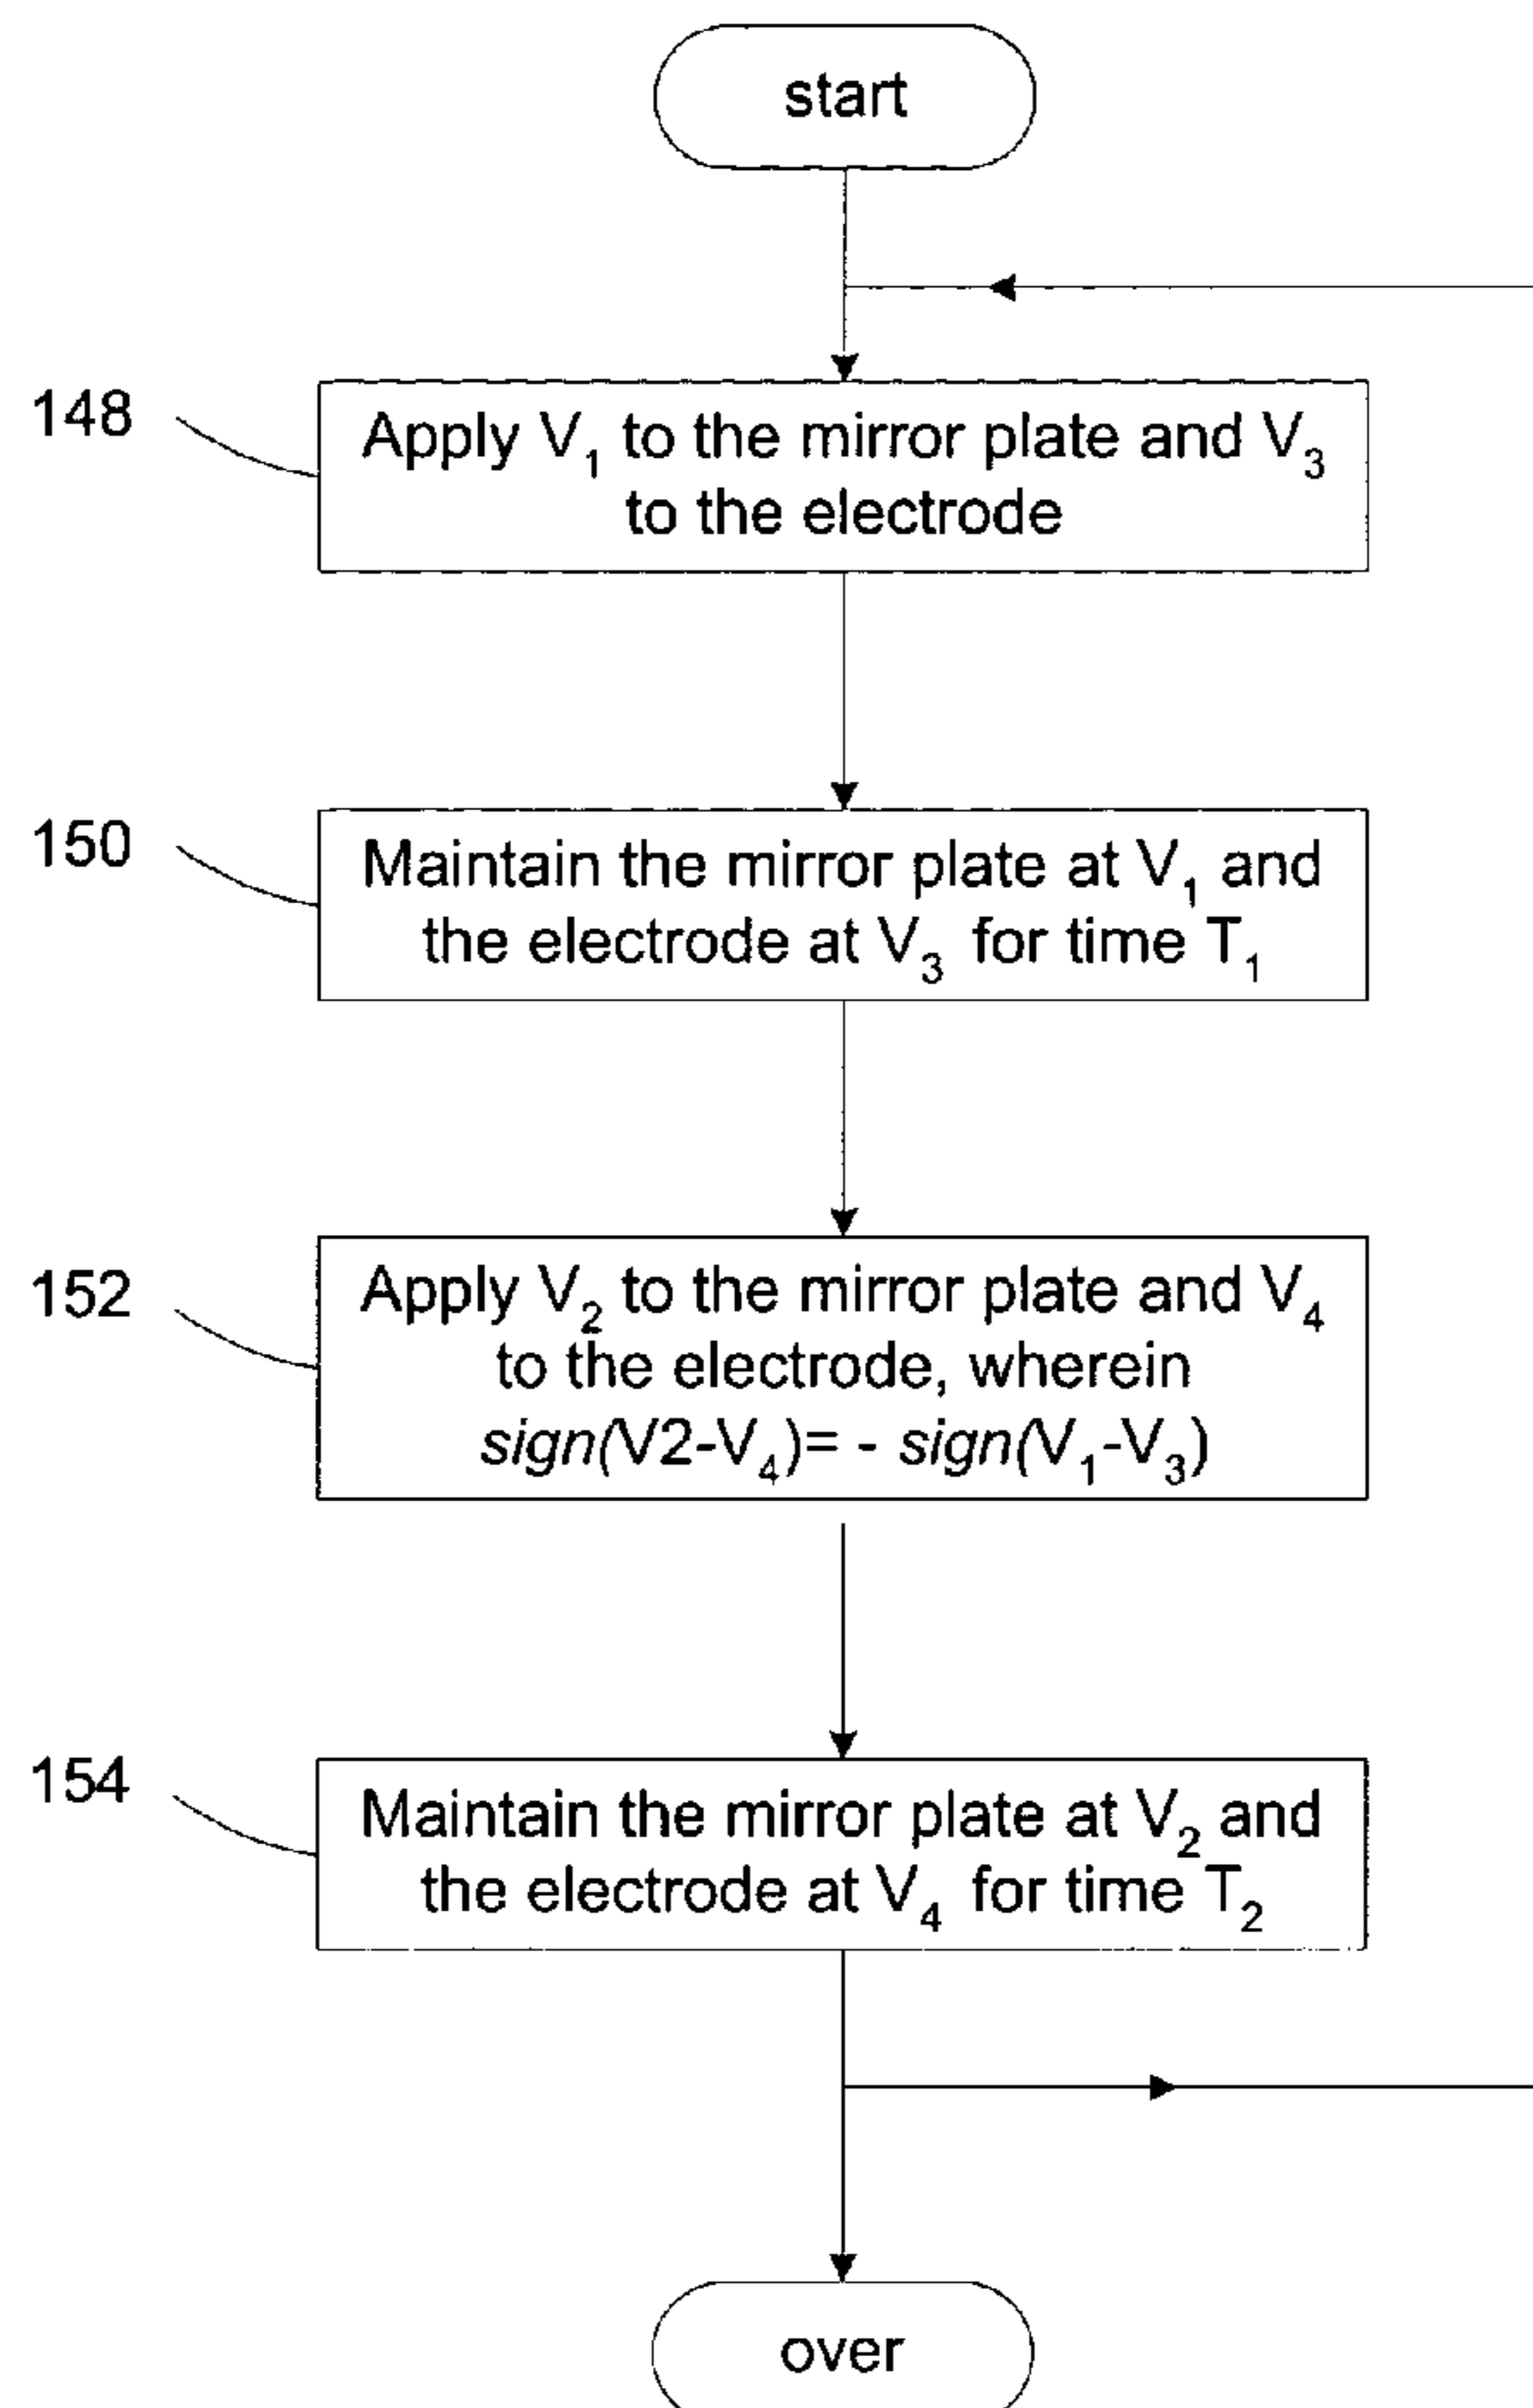 start
148
Apply V₁ to the mirror plate and V₃
to the electrode
150
Maintain the mirror plate at V₁ and
the electrode at V₃ for time T₁
152
Apply V₂ to the mirror plate and V₄
to the electrode, wherein
sign(V2-V₄)= - sign(V₁-V₃)
154
Maintain the mirror plate at V₂ and
the electrode at V₄ for time T₂
over